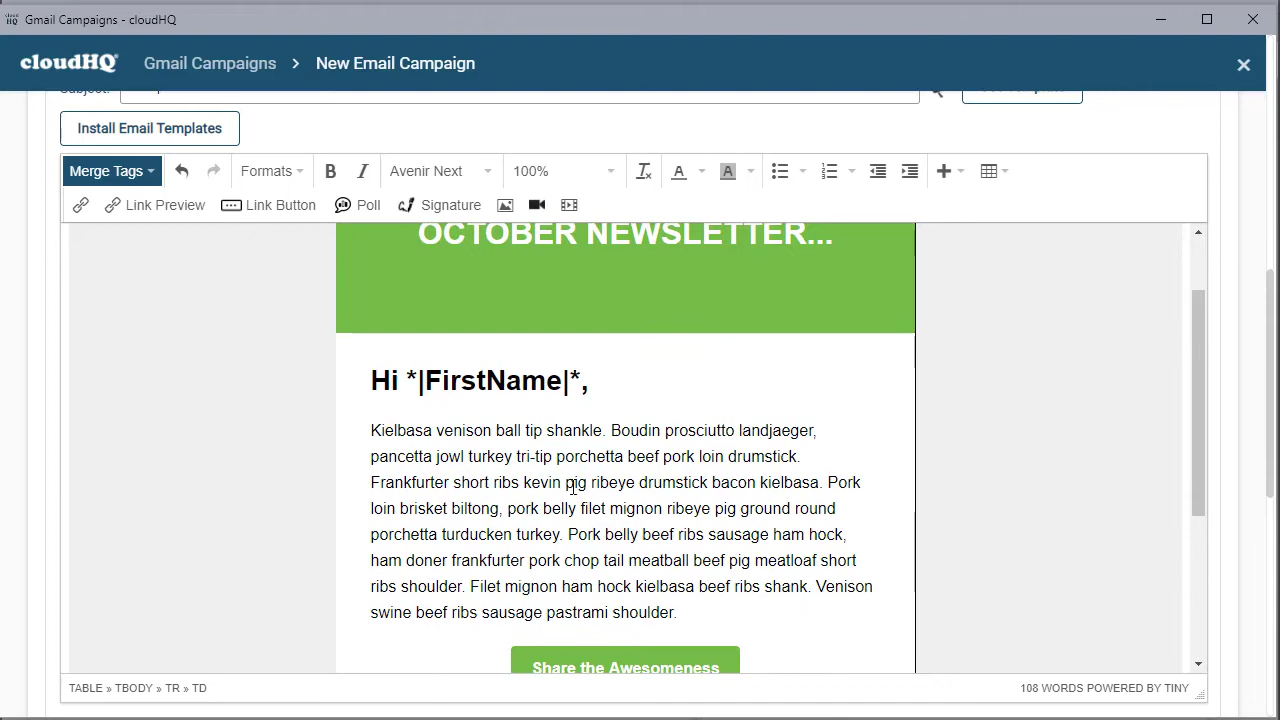 Gmail Campaigns - cloudHQ
cloudHQ Gmail Campaigns > New Email Campaign
Subject:
Install Email Templates
Merge Tags Formats B I Avenir Next 100% A A
Link Preview Link Button Poll Signature
OCTOBER NEWSLETTER...
Hi *|FirstName|*,
Kielbasa venison ball tip shankle. Boudin prosciutto landjaeger,
pancetta jowl turkey tri-tip porchetta beef pork loin drumstick.
Frankfurter short ribs kevin pig ribeye drumstick bacon kielbasa. Pork
loin brisket biltong, pork belly filet mignon ribeye pig ground round
porchetta turducken turkey. Pork belly beef ribs sausage ham hock,
ham doner frankfurter pork chop tail meatball beef pig meatloaf short
ribs shoulder. Filet mignon ham hock kielbasa beef ribs shank. Venison
swine beef ribs sausage pastrami shoulder.
Share the Awesomeness
TABLE » TBODY » TR » TD 108 WORDS POWERED BY TINY